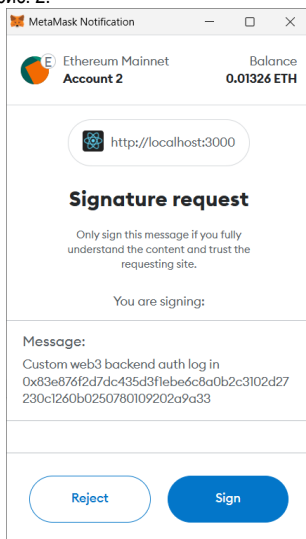 рис. 2.
MetaMask Notification
E Ethereum Mainnet Balance
Account 2 0.01326 ETH
http://localhost:3000
Signature request
Only sign this message if you fully
understand the content and trust the
requesting site.
You are signing:
Message:
Custom web3 backend auth log in
0x83e876f2d7dc435d3f1ebe6c8a0b2c3102d27
230c1260b0250780109202a9a33
Reject Sign